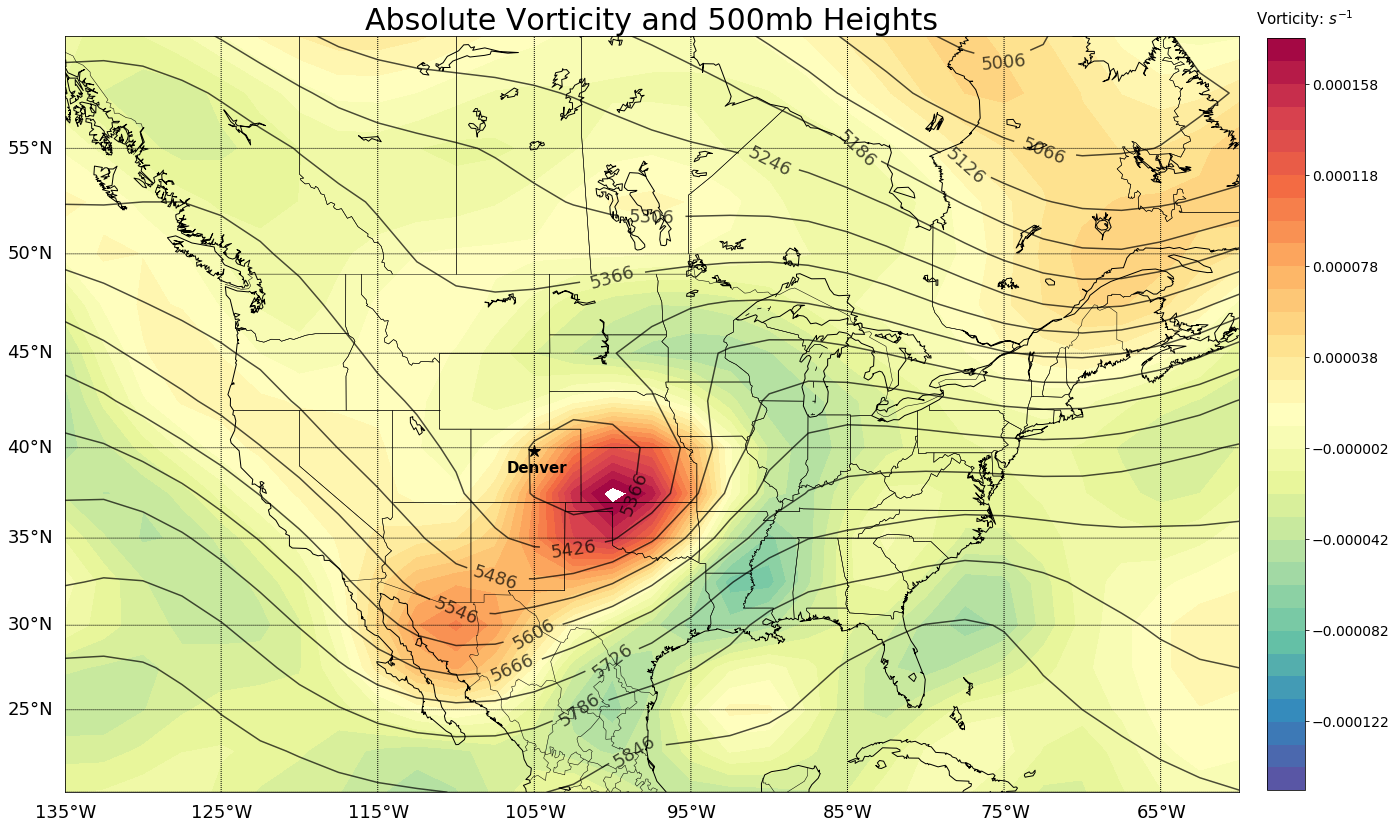 Absolute Vorticity and 500mb Heights
Vorticity: s⁻¹
5006
0.000158
5066
5186
5246
5126
55°N
0.000118
5306
50°N
5366
0.000078
45°N
0.000038
40°N
Denver
−0.000002
5366
35°N
5426
−0.000042
5486
5546
30°N
5606
−0.000082
5666
5726
25°N
5786
−0.000122
5846
135°W 125°W 115°W 105°W 95°W 85°W 75°W 65°W